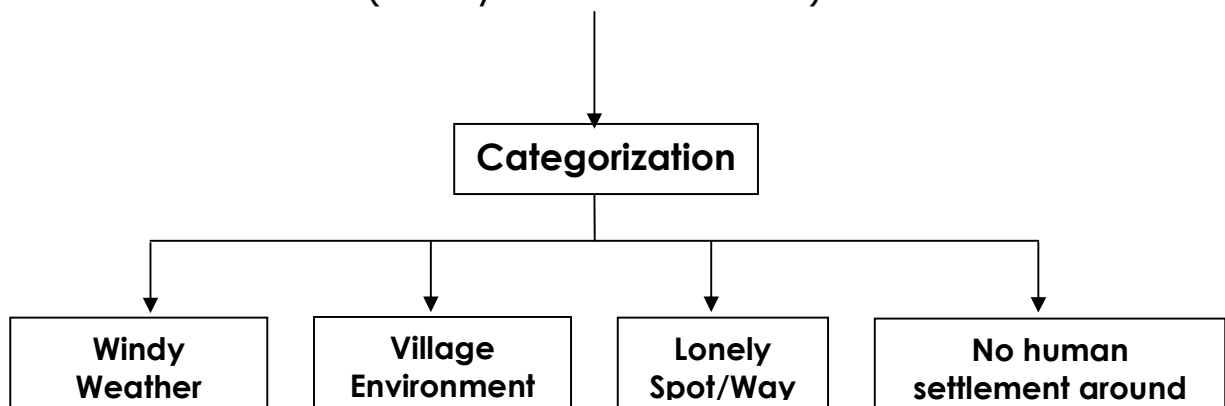 Categorization
Windy
Weather
Village
Environment
Lonely
Spot/Way
No human
settlement around